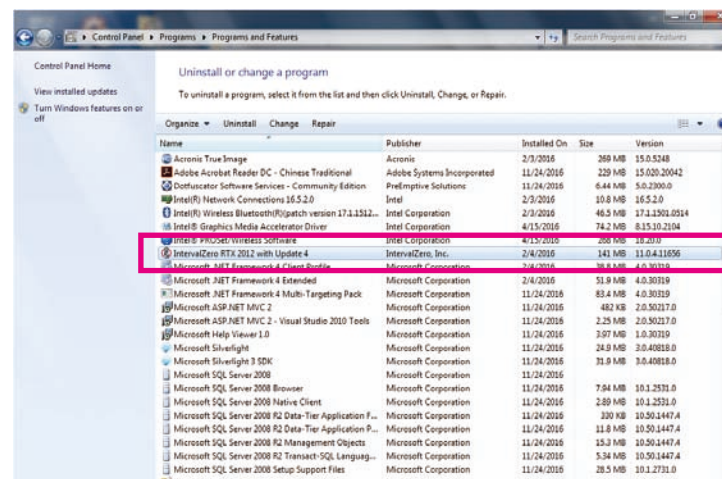 Control Panel ▸ Programs ▸ Programs and Features
Search Programs and Features
Control Panel Home
View installed updates
Turn Windows features on or off
Uninstall or change a program
To uninstall a program, select it from the list and then click Uninstall, Change, or Repair.
Organize Uninstall Change Repair
Name Publisher Installed On Size Version
Acronis True Image Acronis 2/3/2016 269 MB 15.0.5248
Adobe Acrobat Reader DC - Chinese Traditional Adobe Systems Incorporated 11/24/2016 229 MB 15.020.20042
Dotfuscator Software Services - Community Edition PreEmptive Solutions 11/24/2016 6.44 MB 5.0.2300.0
Intel(R) Network Connections 16.5.2.0 Intel 2/3/2016 10.8 MB 16.5.2.0
Intel(R) Wireless Bluetooth(R)(patch version 17.1.1512... Intel Corporation 2/3/2016 46.5 MB 17.1.1501.0514
Intel® Graphics Media Accelerator Driver Intel Corporation 4/15/2016 74.2 MB 8.15.10.2104
Intel® PROSet/Wireless Software Intel Corporation 4/15/2016 268 MB 18.20.0
IntervalZero RTX 2012 with Update 4 IntervalZero, Inc. 2/4/2016 141 MB 11.0.4.11656
Microsoft .NET Framework 4 Client Profile Microsoft Corporation 2/4/2016 38.8 MB 4.0.30319
Microsoft .NET Framework 4 Extended Microsoft Corporation 2/4/2016 51.9 MB 4.0.30319
Microsoft .NET Framework 4 Multi-Targeting Pack Microsoft Corporation 11/24/2016 83.4 MB 4.0.30319
Microsoft ASP.NET MVC 2 Microsoft Corporation 11/24/2016 482 KB 2.0.50217.0
Microsoft ASP.NET MVC 2 - Visual Studio 2010 Tools Microsoft Corporation 11/24/2016 2.25 MB 2.0.50217.0
Microsoft Help Viewer 1.0 Microsoft Corporation 11/24/2016 3.97 MB 1.0.30319
Microsoft Silverlight Microsoft Corporation 11/24/2016 24.9 MB 3.0.40818.0
Microsoft Silverlight 3 SDK Microsoft Corporation 11/24/2016 31.9 MB 3.0.40818.0
Microsoft SQL Server 2008 Microsoft Corporation 11/24/2016
Microsoft SQL Server 2008 Browser Microsoft Corporation 11/24/2016 7.94 MB 10.1.2531.0
Microsoft SQL Server 2008 Native Client Microsoft Corporation 11/24/2016 2.89 MB 10.1.2531.0
Microsoft SQL Server 2008 R2 Data-Tier Application F... Microsoft Corporation 11/24/2016 330 KB 10.50.1447.4
Microsoft SQL Server 2008 R2 Data-Tier Application P... Microsoft Corporation 11/24/2016 11.8 MB 10.50.1447.4
Microsoft SQL Server 2008 R2 Management Objects Microsoft Corporation 11/24/2016 15.3 MB 10.50.1447.4
Microsoft SQL Server 2008 R2 Transact-SQL Languag... Microsoft Corporation 11/24/2016 5.34 MB 10.50.1447.4
Microsoft SQL Server 2008 Setup Support Files Microsoft Corporation 11/24/2016 28.5 MB 10.1.2731.0